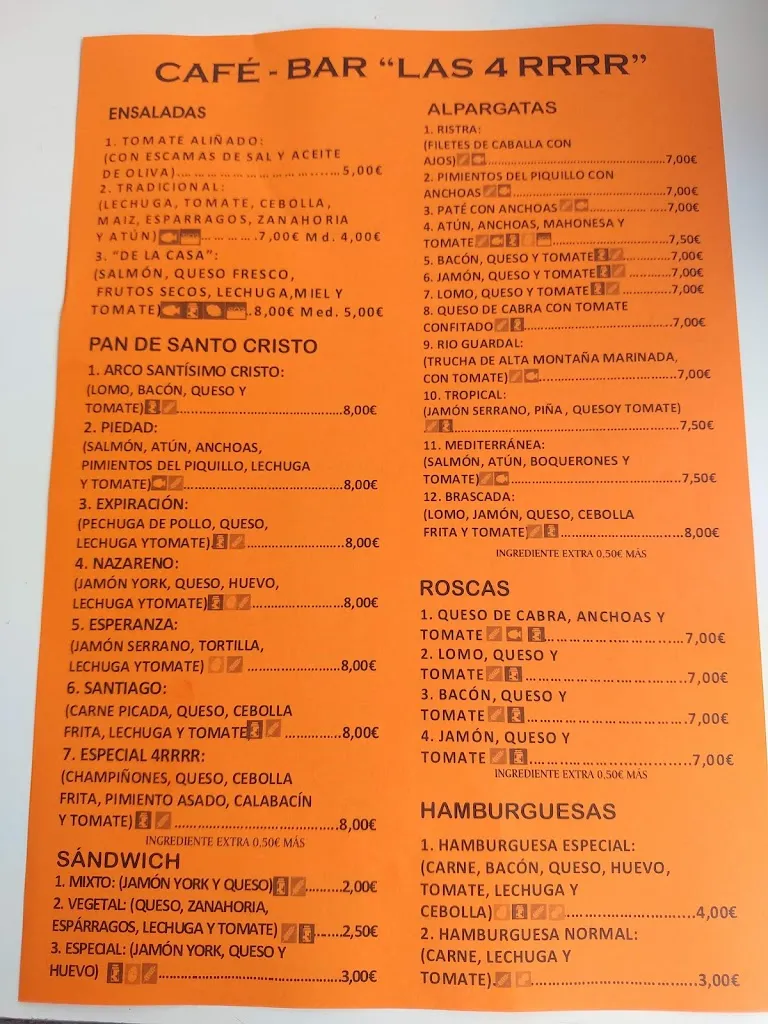 CAFÉ - BAR “LAS 4 RRRR”
ENSALADAS
1. TOMATE ALIÑADO:
(CON ESCAMAS DE SAL Y ACEITE
DE OLIVA)...............................5,00€
2. TRADICIONAL:
(LECHUGA, TOMATE, CEBOLLA,
MAIZ, ESPARRAGOS, ZANAHORIA
Y ATÚN)............7,00€ Md. 4,00€
3. “DE LA CASA”:
(SALMÓN, QUESO FRESCO,
FRUTOS SECOS, LECHUGA,MIEL Y
TOMATE)..8,00€ Med. 5,00€
PAN DE SANTO CRISTO
1. ARCO SANTÍSIMO CRISTO:
(LOMO, BACÓN, QUESO Y
TOMATE)........................................8,00€
2. PIEDAD:
(SALMÓN, ATÚN, ANCHOAS,
PIMIENTOS DEL PIQUILLO, LECHUGA
Y TOMATE)........................................8,00€
3. EXPIRACIÓN:
(PECHUGA DE POLLO, QUESO,
LECHUGA YTOMATE)..............................8,00€
4. NAZARENO:
(JAMÓN YORK, QUESO, HUEVO,
LECHUGA YTOMATE)............................8,00€
5. ESPERANZA:
(JAMÓN SERRANO, TORTILLA,
LECHUGA YTOMATE)..............................8,00€
6. SANTIAGO:
(CARNE PICADA, QUESO, CEBOLLA
FRITA, LECHUGA Y TOMATE..............8,00€
7. ESPECIAL 4RRRR:
(CHAMPIÑONES, QUESO, CEBOLLA
FRITA, PIMIENTO ASADO, CALABACÍN
Y TOMATE)..........................................8,00€
INGREDIENTE EXTRA 0,50€ MÁS
SÁNDWICH
1. MIXTO: (JAMÓN YORK Y QUESO).........2,00€
2. VEGETAL: (QUESO, ZANAHORIA,
ESPÁRRAGOS, LECHUGA Y TOMATE).......2,50€
3. ESPECIAL: (JAMÓN YORK, QUESO Y
HUEVO)..............................................3,00€
ALPARGATAS
1. RISTRA:
(FILETES DE CABALLA CON
AJOS)..............................................7,00€
2. PIMIENTOS DEL PIQUILLO CON
ANCHOAS........................................7,00€
3. PATÉ CON ANCHOAS.....................7,00€
4. ATÚN, ANCHOAS, MAHONESA Y
TOMATE..............................7,50€
5. BACÓN, QUESO Y TOMATE.............7,00€
6. JAMÓN, QUESO Y TOMATE.............7,00€
7. LOMO, QUESO Y TOMATE..............7,00€
8. QUESO DE CABRA CON TOMATE
CONFITADO.....................................7,00€
9. RIO GUARDAL:
(TRUCHA DE ALTA MONTAÑA MARINADA,
CON TOMATE)...................................7,00€
10. TROPICAL:
(JAMÓN SERRANO, PIÑA , QUESOY TOMATE)
........................................................7,50€
11. MEDITERRÁNEA:
(SALMÓN, ATÚN, BOQUERONES Y
TOMATE)..........................................7,50€
12. BRASCADA:
(LOMO, JAMÓN, QUESO, CEBOLLA
FRITA Y TOMATE)...............................8,00€
INGREDIENTE EXTRA 0,50€ MÁS
ROSCAS
1. QUESO DE CABRA, ANCHOAS Y
TOMATE..............................7,00€
2. LOMO, QUESO Y
TOMATE..................................7,00€
3. BACÓN, QUESO Y
TOMATE..................................7,00€
4. JAMÓN, QUESO Y
TOMATE..................................7,00€
INGREDIENTE EXTRA 0,50€ MÁS
HAMBURGUESAS
1. HAMBURGUESA ESPECIAL:
(CARNE, BACÓN, QUESO, HUEVO,
TOMATE, LECHUGA Y
CEBOLLA)..............................4,00€
2. HAMBURGUESA NORMAL:
(CARNE, LECHUGA Y
TOMATE)....................................3,00€